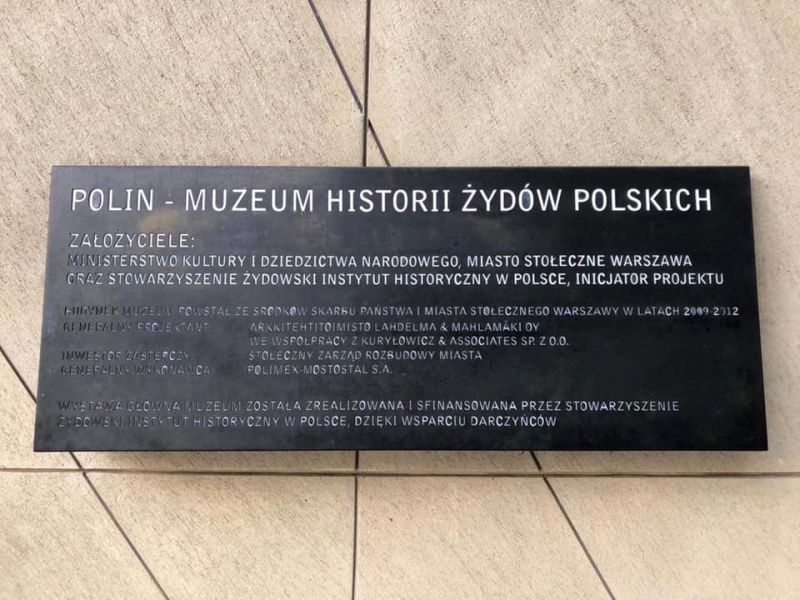 POLIN - MUZEUM HISTORII ŻYDÓW POLSKICH
ZAŁOŻYCIELE:
MINISTERSTWO KULTURY I DZIEDZICTWA NARODOWEGO, MIASTO STOŁECZNE WARSZAWA
ORAZ STOWARZYSZENIE ŻYDOWSKI INSTYTUT HISTORYCZNY W POLSCE, INICJATOR PROJEKTU
BUDYNEK MUZEUM POWSTAŁ ZE ŚRODKÓW SKARBU PAŃSTWA I MIASTA STOŁECZNEGO WARSZAWY W LATACH 2009-2012
GENERALNY PROJEKTANT: ARKKITEHTITOIMISTO LAHDELMA & MAHLAMÄKI OY
WE WSPÓŁPRACY Z KURYŁOWICZ & ASSOCIATES SP. Z O.O.
INWESTOR ZASTĘPCZY: STOŁECZNY ZARZĄD ROZBUDOWY MIASTA
GENERALNY WYKONAWCA: POLIMEX-MOSTOSTAL S.A.
WYSTAWA GŁÓWNA MUZEUM ZOSTAŁA ZREALIZOWANA I SFINANSOWANA PRZEZ STOWARZYSZENIE
ŻYDOWSKI INSTYTUT HISTORYCZNY W POLSCE, DZIĘKI WSPARCIU DARCZYŃCÓW